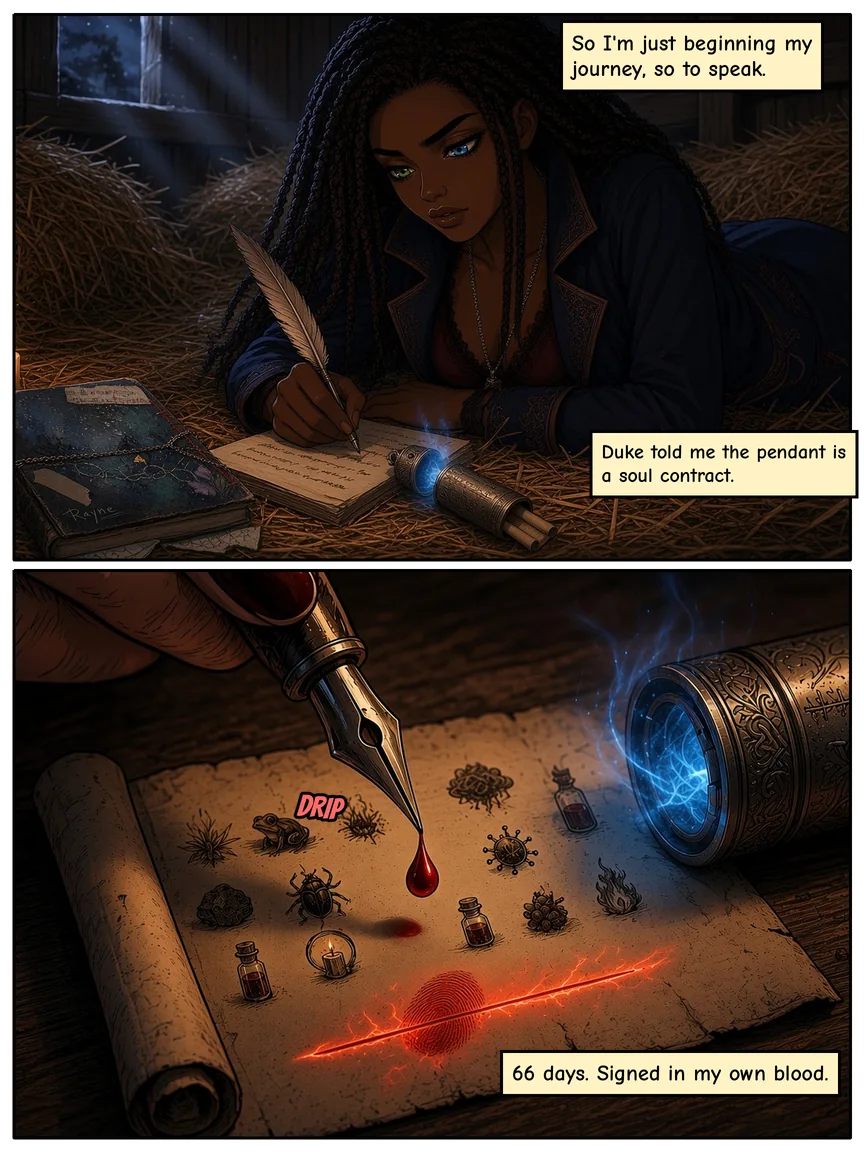 So I'm just beginning my
journey, so to speak.
Rayne
Duke told me the pendant is
a soul contract.
DRIP
66 days. Signed in my own blood.